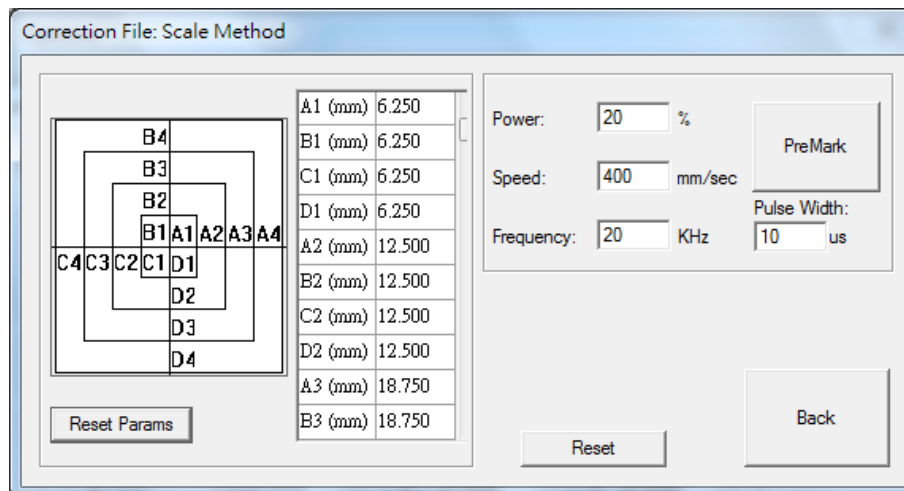 Correction File: Scale Method
B4
B3
B2
B1 A1 A2 A3 A4
C4 C3 C2 C1 D1
D2
D3
D4
Reset Params
A1 (mm) 6.250
B1 (mm) 6.250
C1 (mm) 6.250
D1 (mm) 6.250
A2 (mm) 12.500
B2 (mm) 12.500
C2 (mm) 12.500
D2 (mm) 12.500
A3 (mm) 18.750
B3 (mm) 18.750
Power: 20 %
Speed: 400 mm/sec
Frequency: 20 KHz
PreMark
Pulse Width:
10 us
Reset
Back